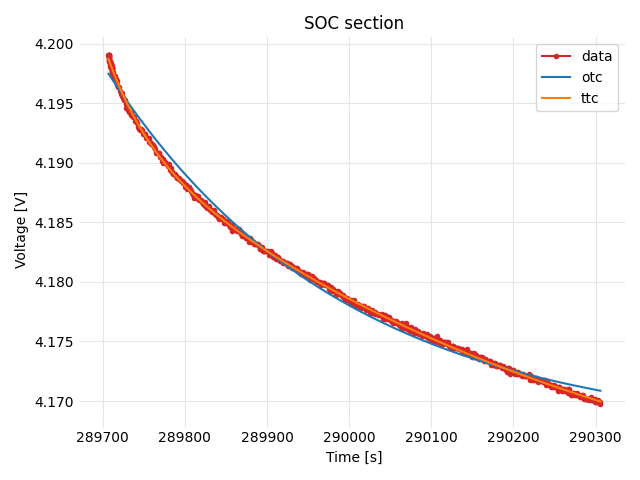 SOC section
Voltage [V]
4.200
4.195
4.190
4.185
4.180
4.175
4.170
data
otc
ttc
289700 289800 289900 290000 290100 290200 290300
Time [s]